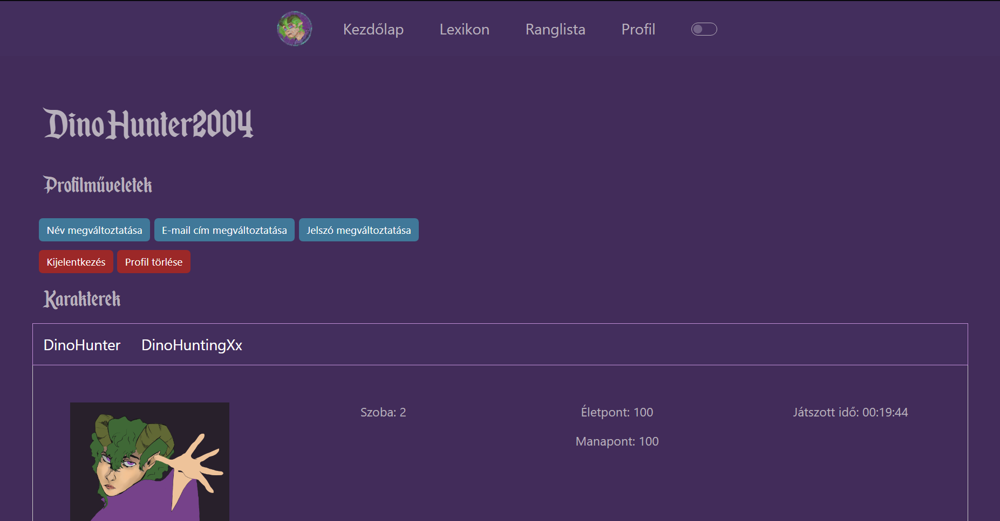 Kezdőlap Lexikon Ranglista Profil
DinoHunter2004
Profilműveletek
Név megváltoztatása E-mail cím megváltoztatása Jelszó megváltoztatása
Kijelentkezés Profil törlése
Karakterek
DinoHunter DinoHuntingXx
Szoba: 2 Életpont: 100 Játszott idő: 00:19:44
Manapont: 100